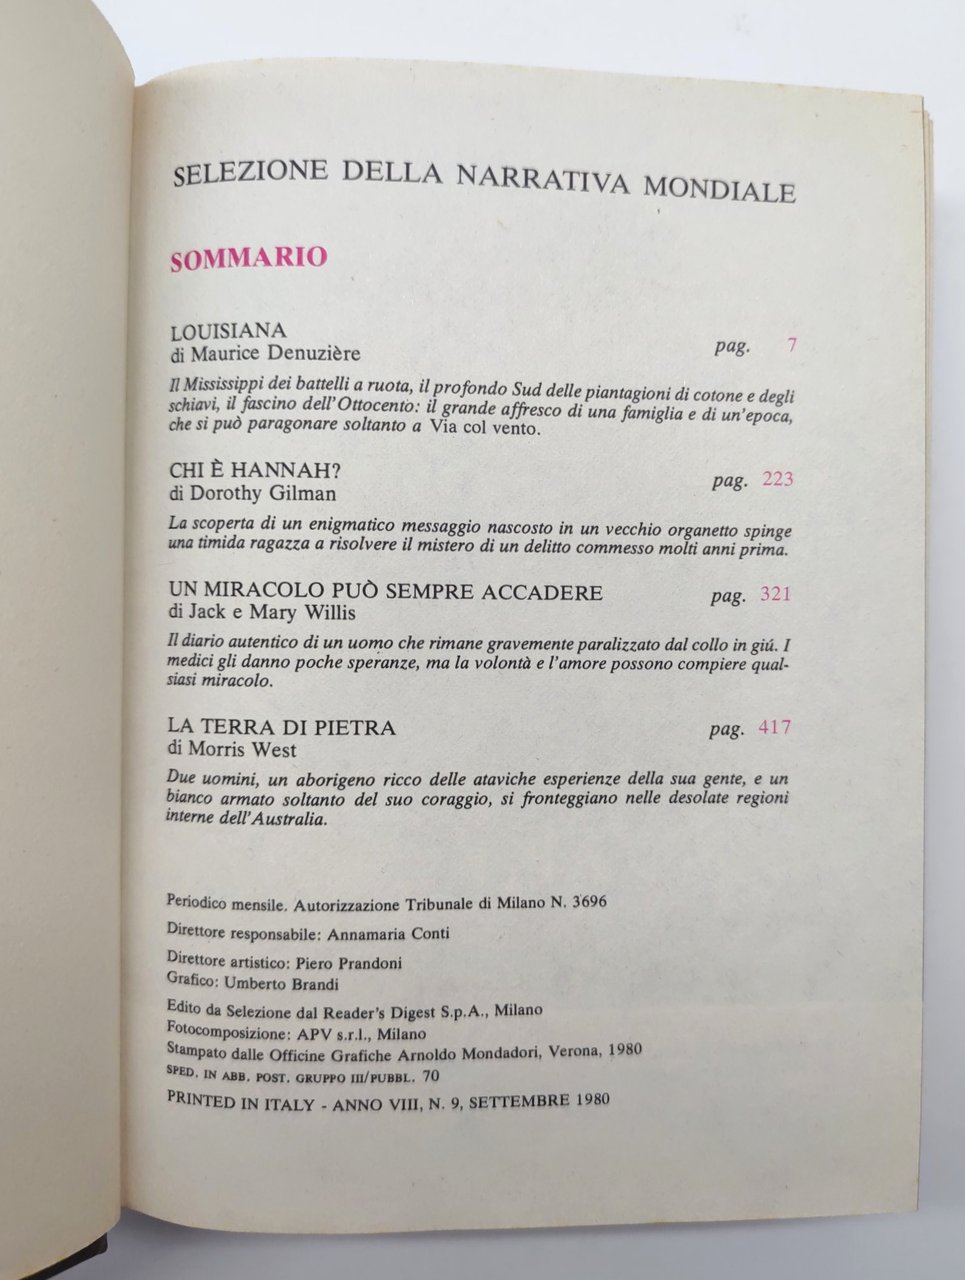 SELEZIONE DELLA NARRATIVA MONDIALE
SOMMARIO
LOUISIANA
di Maurice Denuzière
pag. 7
Il Mississippi dei battelli a ruota, il profondo Sud delle piantagioni di cotone e degli
schiavi, il fascino dell'Ottocento: il grande affresco di una famiglia e di un'epoca,
che si può paragonare soltanto a Via col vento.
CHI È HANNAH?
di Dorothy Gilman
pag. 223
La scoperta di un enigmatico messaggio nascosto in un vecchio organetto spinge
una timida ragazza a risolvere il mistero di un delitto commesso molti anni prima.
UN MIRACOLO PUÒ SEMPRE ACCADERE
di Jack e Mary Willis
pag. 321
Il diario autentico di un uomo che rimane gravemente paralizzato dal collo in giú. I
medici gli danno poche speranze, ma la volontà e l'amore possono compiere qual-
siasi miracolo.
LA TERRA DI PIETRA
di Morris West
pag. 417
Due uomini, un aborigeno ricco delle ataviche esperienze della sua gente, e un
bianco armato soltanto del suo coraggio, si fronteggiano nelle desolate regioni
interne dell'Australia.
Periodico mensile. Autorizzazione Tribunale di Milano N. 3696
Direttore responsabile: Annamaria Conti
Direttore artistico: Piero Prandoni
Grafico: Umberto Brandi
Edito da Selezione dal Reader's Digest S.p.A., Milano
Fotocomposizione: APV s.r.l., Milano
Stampato dalle Officine Grafiche Arnoldo Mondadori, Verona, 1980
SPED. IN ABB. POST. GRUPPO III/PUBBL. 70
PRINTED IN ITALY - ANNO VIII, N. 9, SETTEMBRE 1980